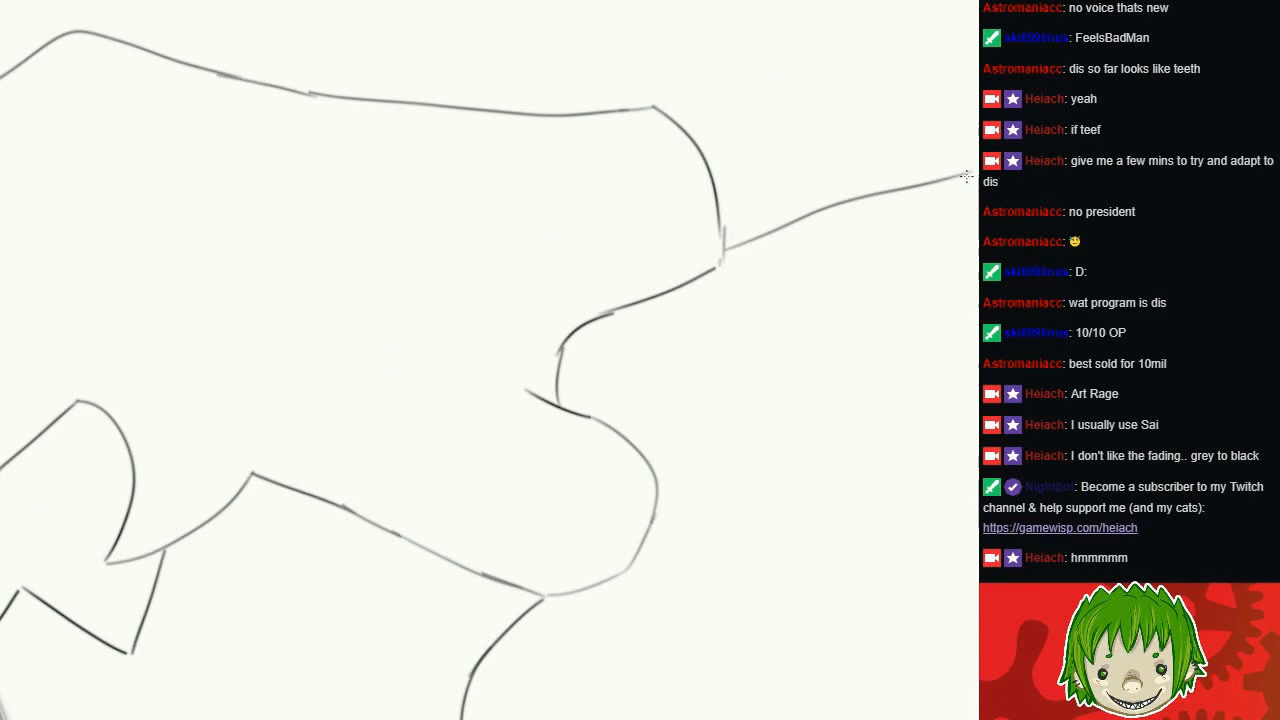 Astromaniacc: no voice thats new
: FeelsBadMan
Astromaniacc: dis so far looks like teeth
Heiach: yeah
Heiach: if teef
Heiach: give me a few mins to try and adapt to
dis
Astromaniacc: no president
Astromaniacc: 😇
: D:
Astromaniacc: wat program is dis
: 10/10 OP
Astromaniacc: best sold for 10mil
Heiach: Art Rage
Heiach: I usually use Sai
Heiach: I don't like the fading.. grey to black
Nightbot: Become a subscriber to my Twitch
channel & help support me (and my cats):
https://gamewisp.com/heiach
Heiach: hmmmmm